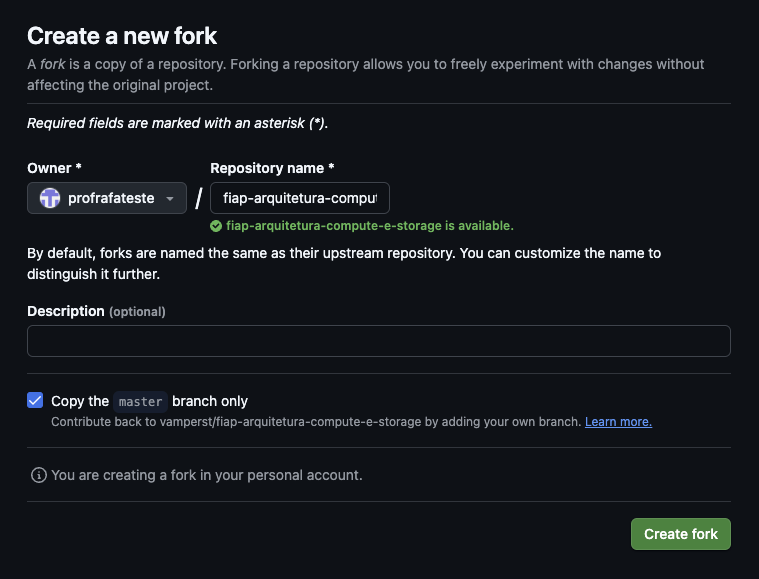 Create a new fork
A fork is a copy of a repository. Forking a repository allows you to freely experiment with changes without
affecting the original project.
Required fields are marked with an asterisk (*).
Owner *
Repository name *
profrafateste
/
fiap-arquitetura-comput
fiap-arquitetura-compute-e-storage is available.
By default, forks are named the same as their upstream repository. You can customize the name to
distinguish it further.
Description (optional)
Copy the master branch only
Contribute back to vamperst/fiap-arquitetura-compute-e-storage by adding your own branch. Learn more.
You are creating a fork in your personal account.
Create fork